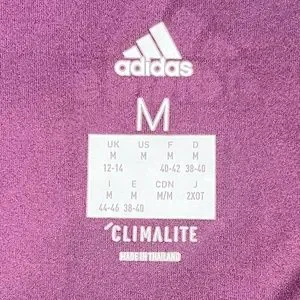 adidas
M
UK US F D
M M M M
12-14 40-42 38-40
I E CDN J
M M M/M 2XOT
44-46 38-40
CLIMALITE
MADE IN THAILAND